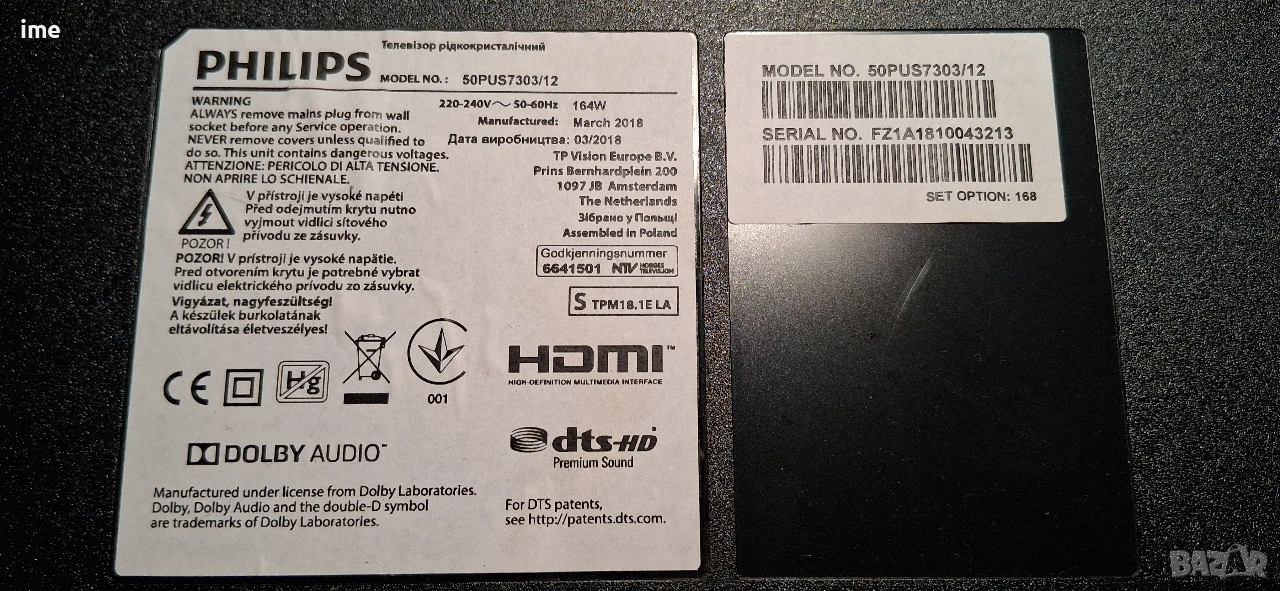 ime
Телевізор рідкокристалічний
PHILIPS MODEL NO.: 50PUS7303/12
WARNING
ALWAYS remove mains plug from wall
socket before any Service operation.
NEVER remove covers unless qualified to
do so. This unit contains dangerous voltages.
ATTENZIONE: PERICOLO DI ALTA TENSIONE.
NON APRIRE LO SCHIENALE.
220-240V~ 50-60Hz 164W
Manufactured: March 2018
Дата виробництва: 03/2018
TP Vision Europe B.V.
Prins Bernhardplein 200
1097 JB Amsterdam
The Netherlands
Зібрано у Польщі
Assembled in Poland
V přístroji je vysoké napětí
Před odejmutím krytu nutno
vyjmout vidlici síťového
přívodu ze zásuvky.
POZOR!
POZOR! V prístroji je vysoké napätie.
Pred otvorením krytu je potrebné vybrat
vidlicu elektrického prívodu zo zásuvky.
Vigyázat, nagyfeszültség!
A készülek burkolatának
eltávolítása életveszélyes!
Godkjenningsnummer
6641501 NTV NORGES
TELEVISJON
S TPM18.1E LA
CE
Hg
001
HDMI™
HIGH-DEFINITION MULTIMEDIA INTERFACE
DOLBY AUDIO™
dts-HD
Premium Sound
Manufactured under license from Dolby Laboratories.
Dolby, Dolby Audio and the double-D symbol
are trademarks of Dolby Laboratories.
For DTS patents,
see http://patents.dts.com.
MODEL NO. 50PUS7303/12
SERIAL NO. FZ1A1810043213
SET OPTION: 168
BAZAR